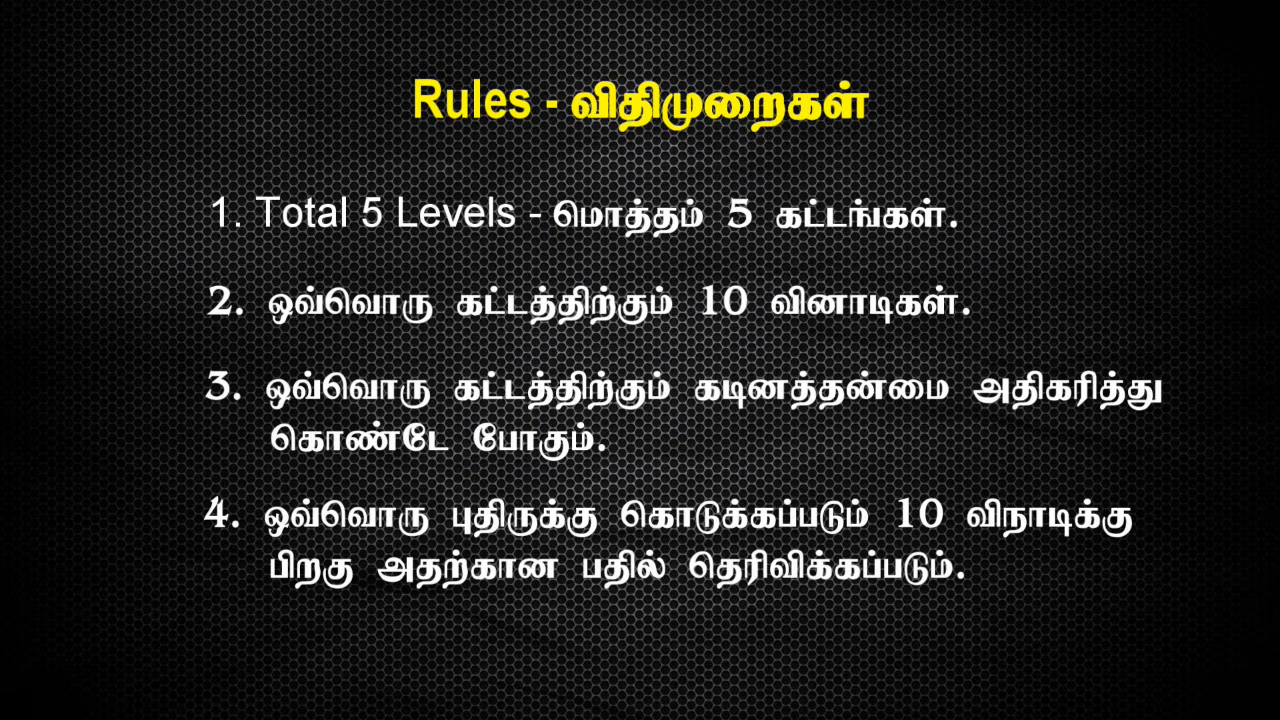 Rules - விதிமுறைகள்
1. Total 5 Levels - மொத்தம் 5 கட்டங்கள்.
2. ஒவ்வொரு கட்டத்திற்கும் 10 வினாடிகள்.
3. ஒவ்வொரு கட்டத்திற்கும் கடினத்தன்மை அதிகரித்து
கொண்டே போகும்.
4. ஒவ்வொரு புதிருக்கு கொடுக்கப்படும் 10 விநாடிக்கு
பிறகு அதற்கான பதில் தெரிவிக்கப்படும்.